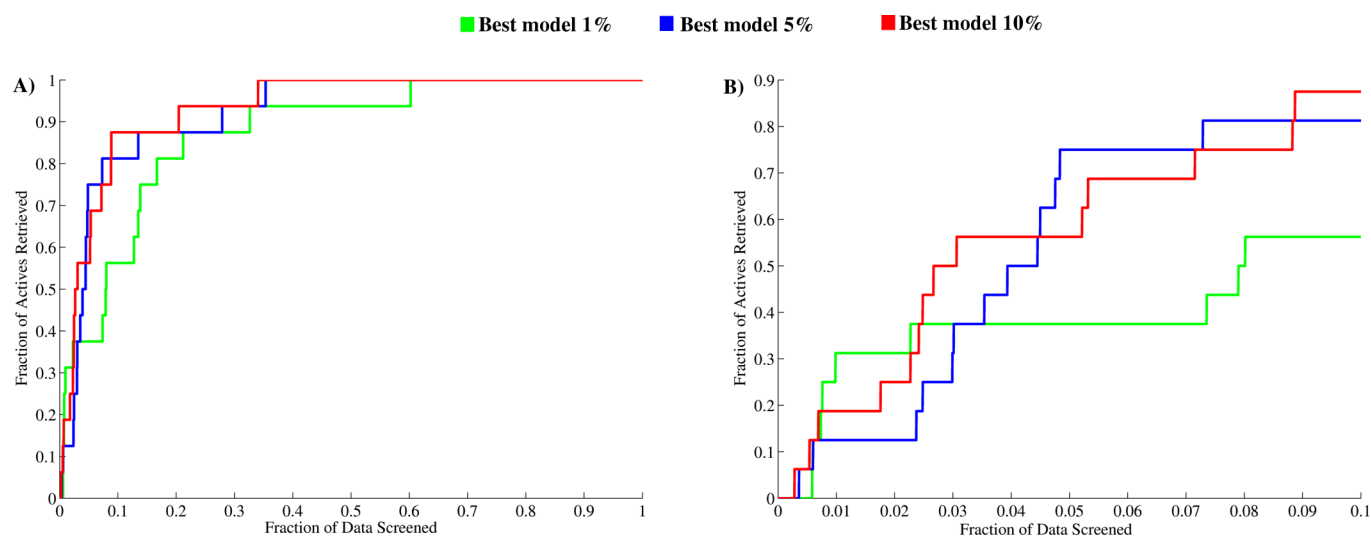 Best model 1% Best model 5% Best model 10%
A)
1
0.9
0.8
0.7
0.6
0.5
0.4
0.3
0.2
0.1
0
Fraction of Actives Retrieved
0 0.1 0.2 0.3 0.4 0.5 0.6 0.7 0.8 0.9 1
Fraction of Data Screened
B)
0.9
0.8
0.7
0.6
0.5
0.4
0.3
0.2
0.1
0
Fraction of Actives Retrieved
0 0.01 0.02 0.03 0.04 0.05 0.06 0.07 0.08 0.09 0.1
Fraction of Data Screened